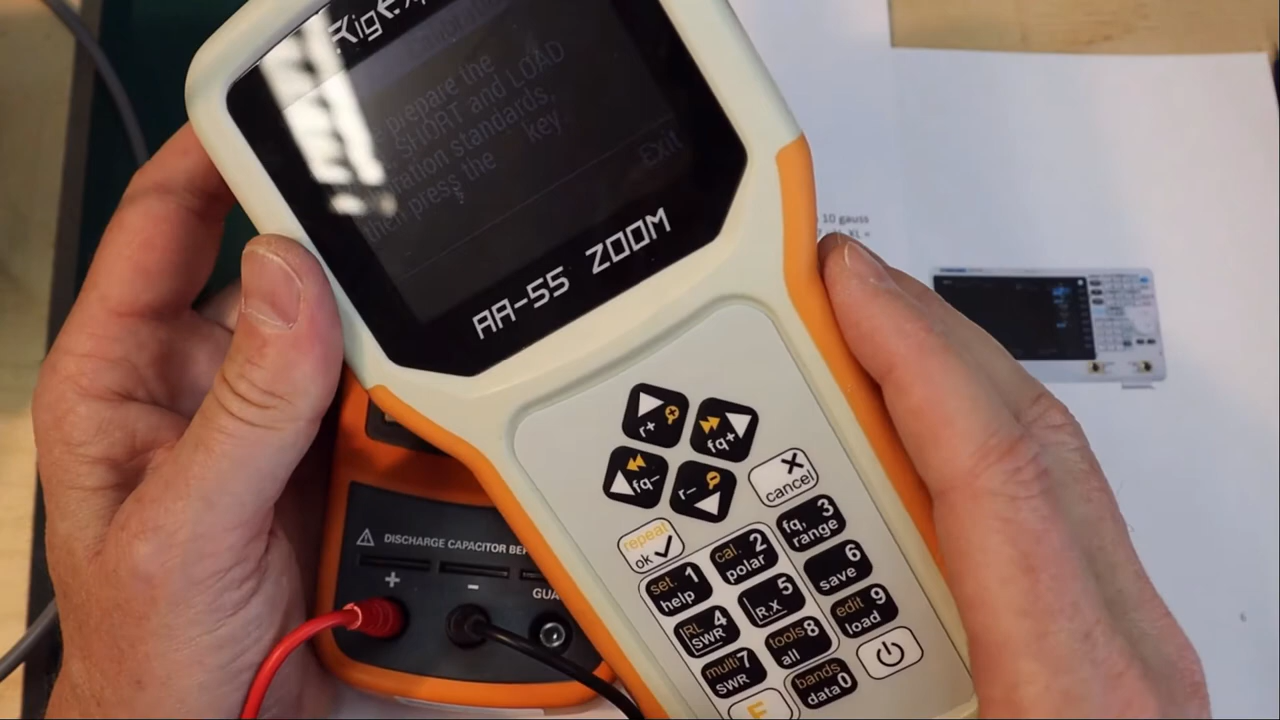 RigEx
prepare the
SHORT and LOAD
ration standards,
then press the key
Exit
AA-55 ZOOM
10 gauss
XL =
r+
fq+
fq-
r-
cancel
repeat
ok
cal. 2
polar
fq, 3
range
set. 1
help
R,X 5
6
save
RL 4
SWR
tools 8
all
edit 9
load
multi 7
SWR
bands
data 0
F
DISCHARGE CAPACITOR BEF
+
-
GUA